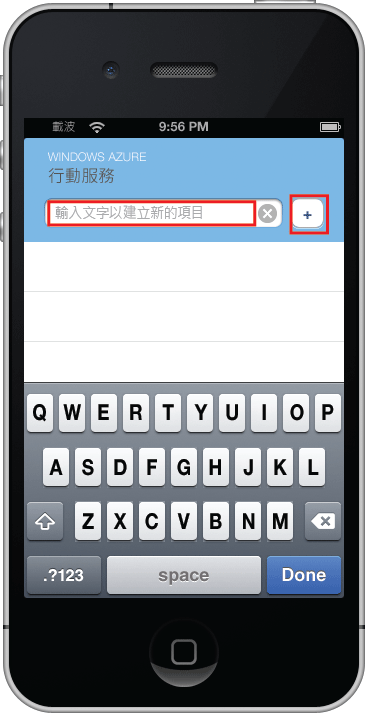 載波 9:56 PM
WINDOWS AZURE
行動服務
輸入文字以建立新的項目 +
Q W E R T Y U I O P
A S D F G H J K L
Z X C V B N M
.?123 space Done